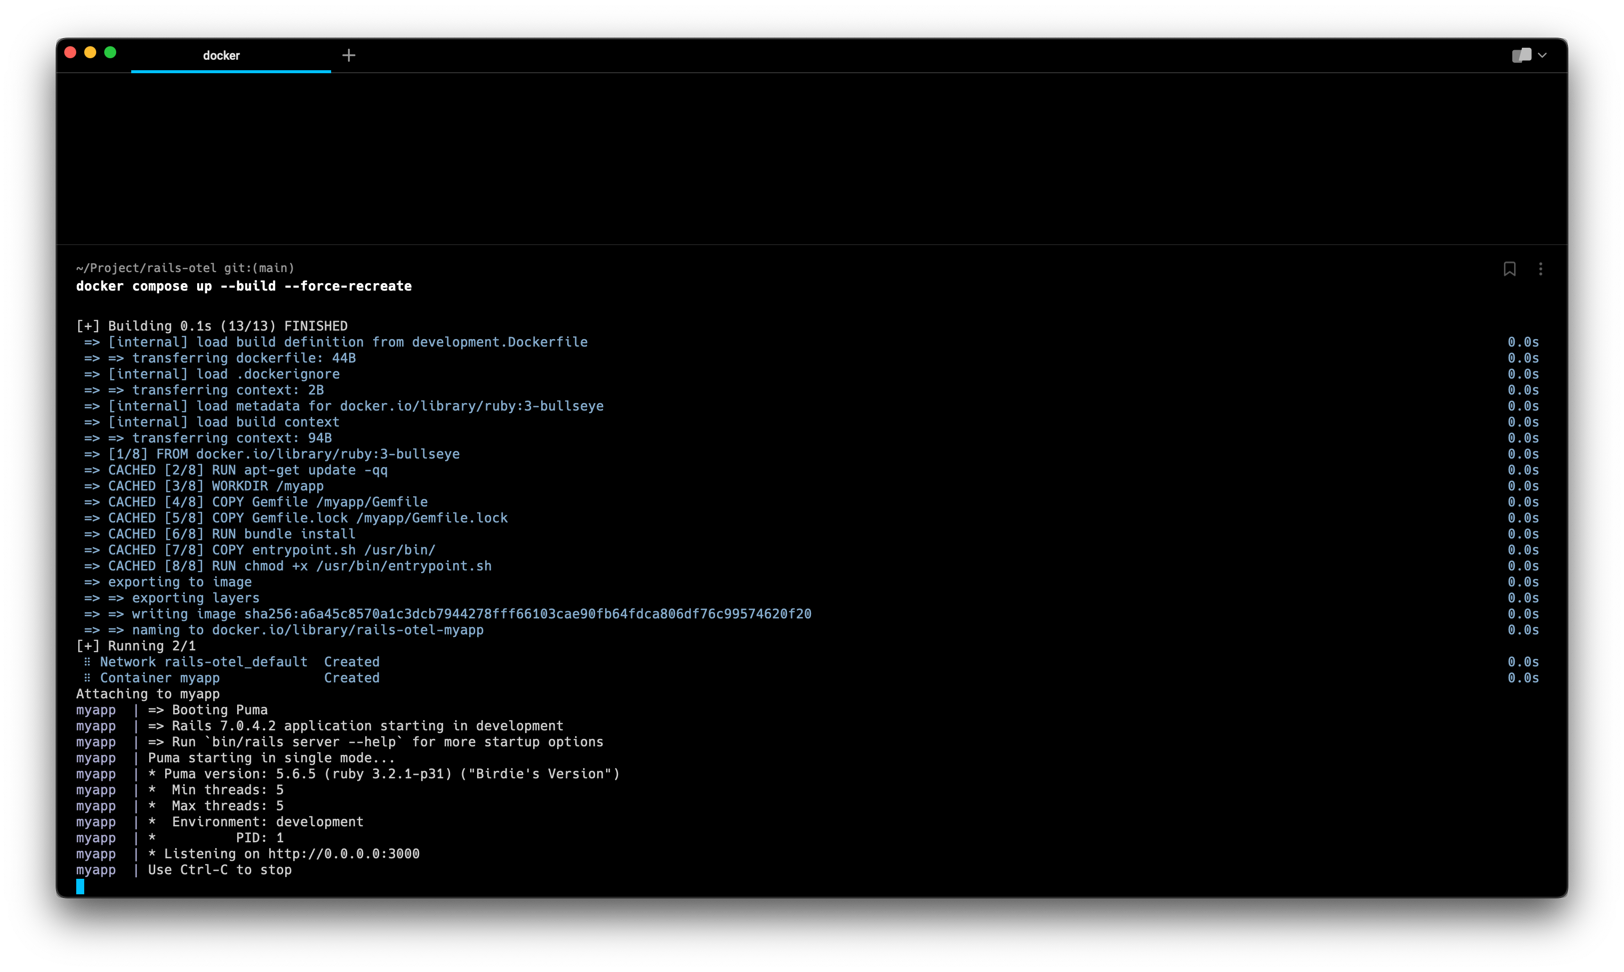 docker
~/Project/rails-otel git:(main)
docker compose up --build --force-recreate
[+] Building 0.1s (13/13) FINISHED
=> [internal] load build definition from development.Dockerfile 0.0s
=> => transferring dockerfile: 44B 0.0s
=> [internal] load .dockerignore 0.0s
=> => transferring context: 2B 0.0s
=> [internal] load metadata for docker.io/library/ruby:3-bullseye 0.0s
=> [internal] load build context 0.0s
=> => transferring context: 94B 0.0s
=> [1/8] FROM docker.io/library/ruby:3-bullseye 0.0s
=> CACHED [2/8] RUN apt-get update -qq 0.0s
=> CACHED [3/8] WORKDIR /myapp 0.0s
=> CACHED [4/8] COPY Gemfile /myapp/Gemfile 0.0s
=> CACHED [5/8] COPY Gemfile.lock /myapp/Gemfile.lock 0.0s
=> CACHED [6/8] RUN bundle install 0.0s
=> CACHED [7/8] COPY entrypoint.sh /usr/bin/ 0.0s
=> CACHED [8/8] RUN chmod +x /usr/bin/entrypoint.sh 0.0s
=> exporting to image 0.0s
=> => exporting layers 0.0s
=> => writing image sha256:a6a45c8570a1c3dcb7944278fff66103cae90fb64fdca806df76c99574620f20 0.0s
=> => naming to docker.io/library/rails-otel-myapp 0.0s
[+] Running 2/1
⠿ Network rails-otel_default  Created 0.0s
⠿ Container myapp             Created 0.0s
Attaching to myapp
myapp  | => Booting Puma
myapp  | => Rails 7.0.4.2 application starting in development
myapp  | => Run `bin/rails server --help` for more startup options
myapp  | Puma starting in single mode...
myapp  | * Puma version: 5.6.5 (ruby 3.2.1-p31) ("Birdie's Version")
myapp  | *  Min threads: 5
myapp  | *  Max threads: 5
myapp  | *  Environment: development
myapp  | *          PID: 1
myapp  | * Listening on http://0.0.0.0:3000
myapp  | Use Ctrl-C to stop